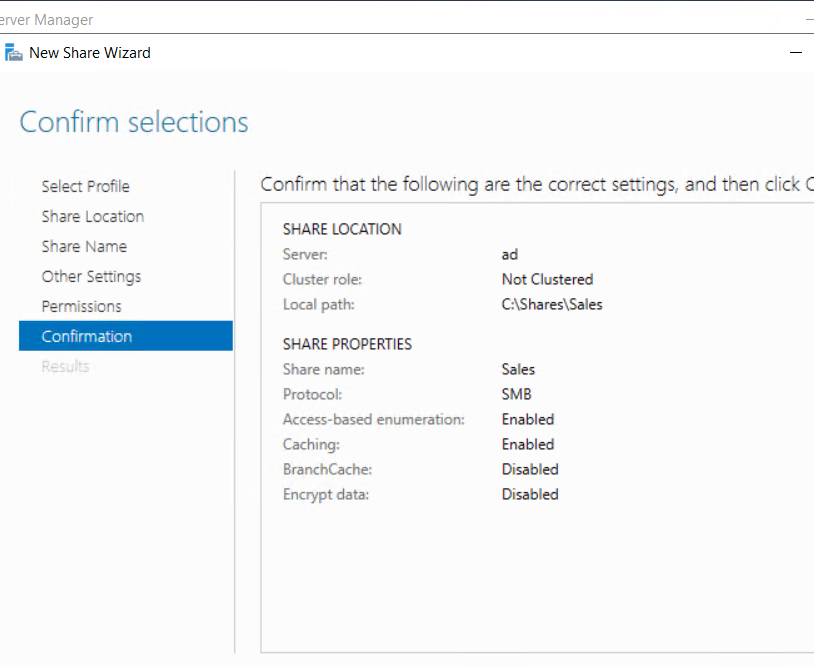 erver Manager
New Share Wizard
Confirm selections
Select Profile
Share Location
Share Name
Other Settings
Permissions
Confirmation
Results
Confirm that the following are the correct settings, and then click C
SHARE LOCATION
Server: ad
Cluster role: Not Clustered
Local path: C:\Shares\Sales
SHARE PROPERTIES
Share name: Sales
Protocol: SMB
Access-based enumeration: Enabled
Caching: Enabled
BranchCache: Disabled
Encrypt data: Disabled